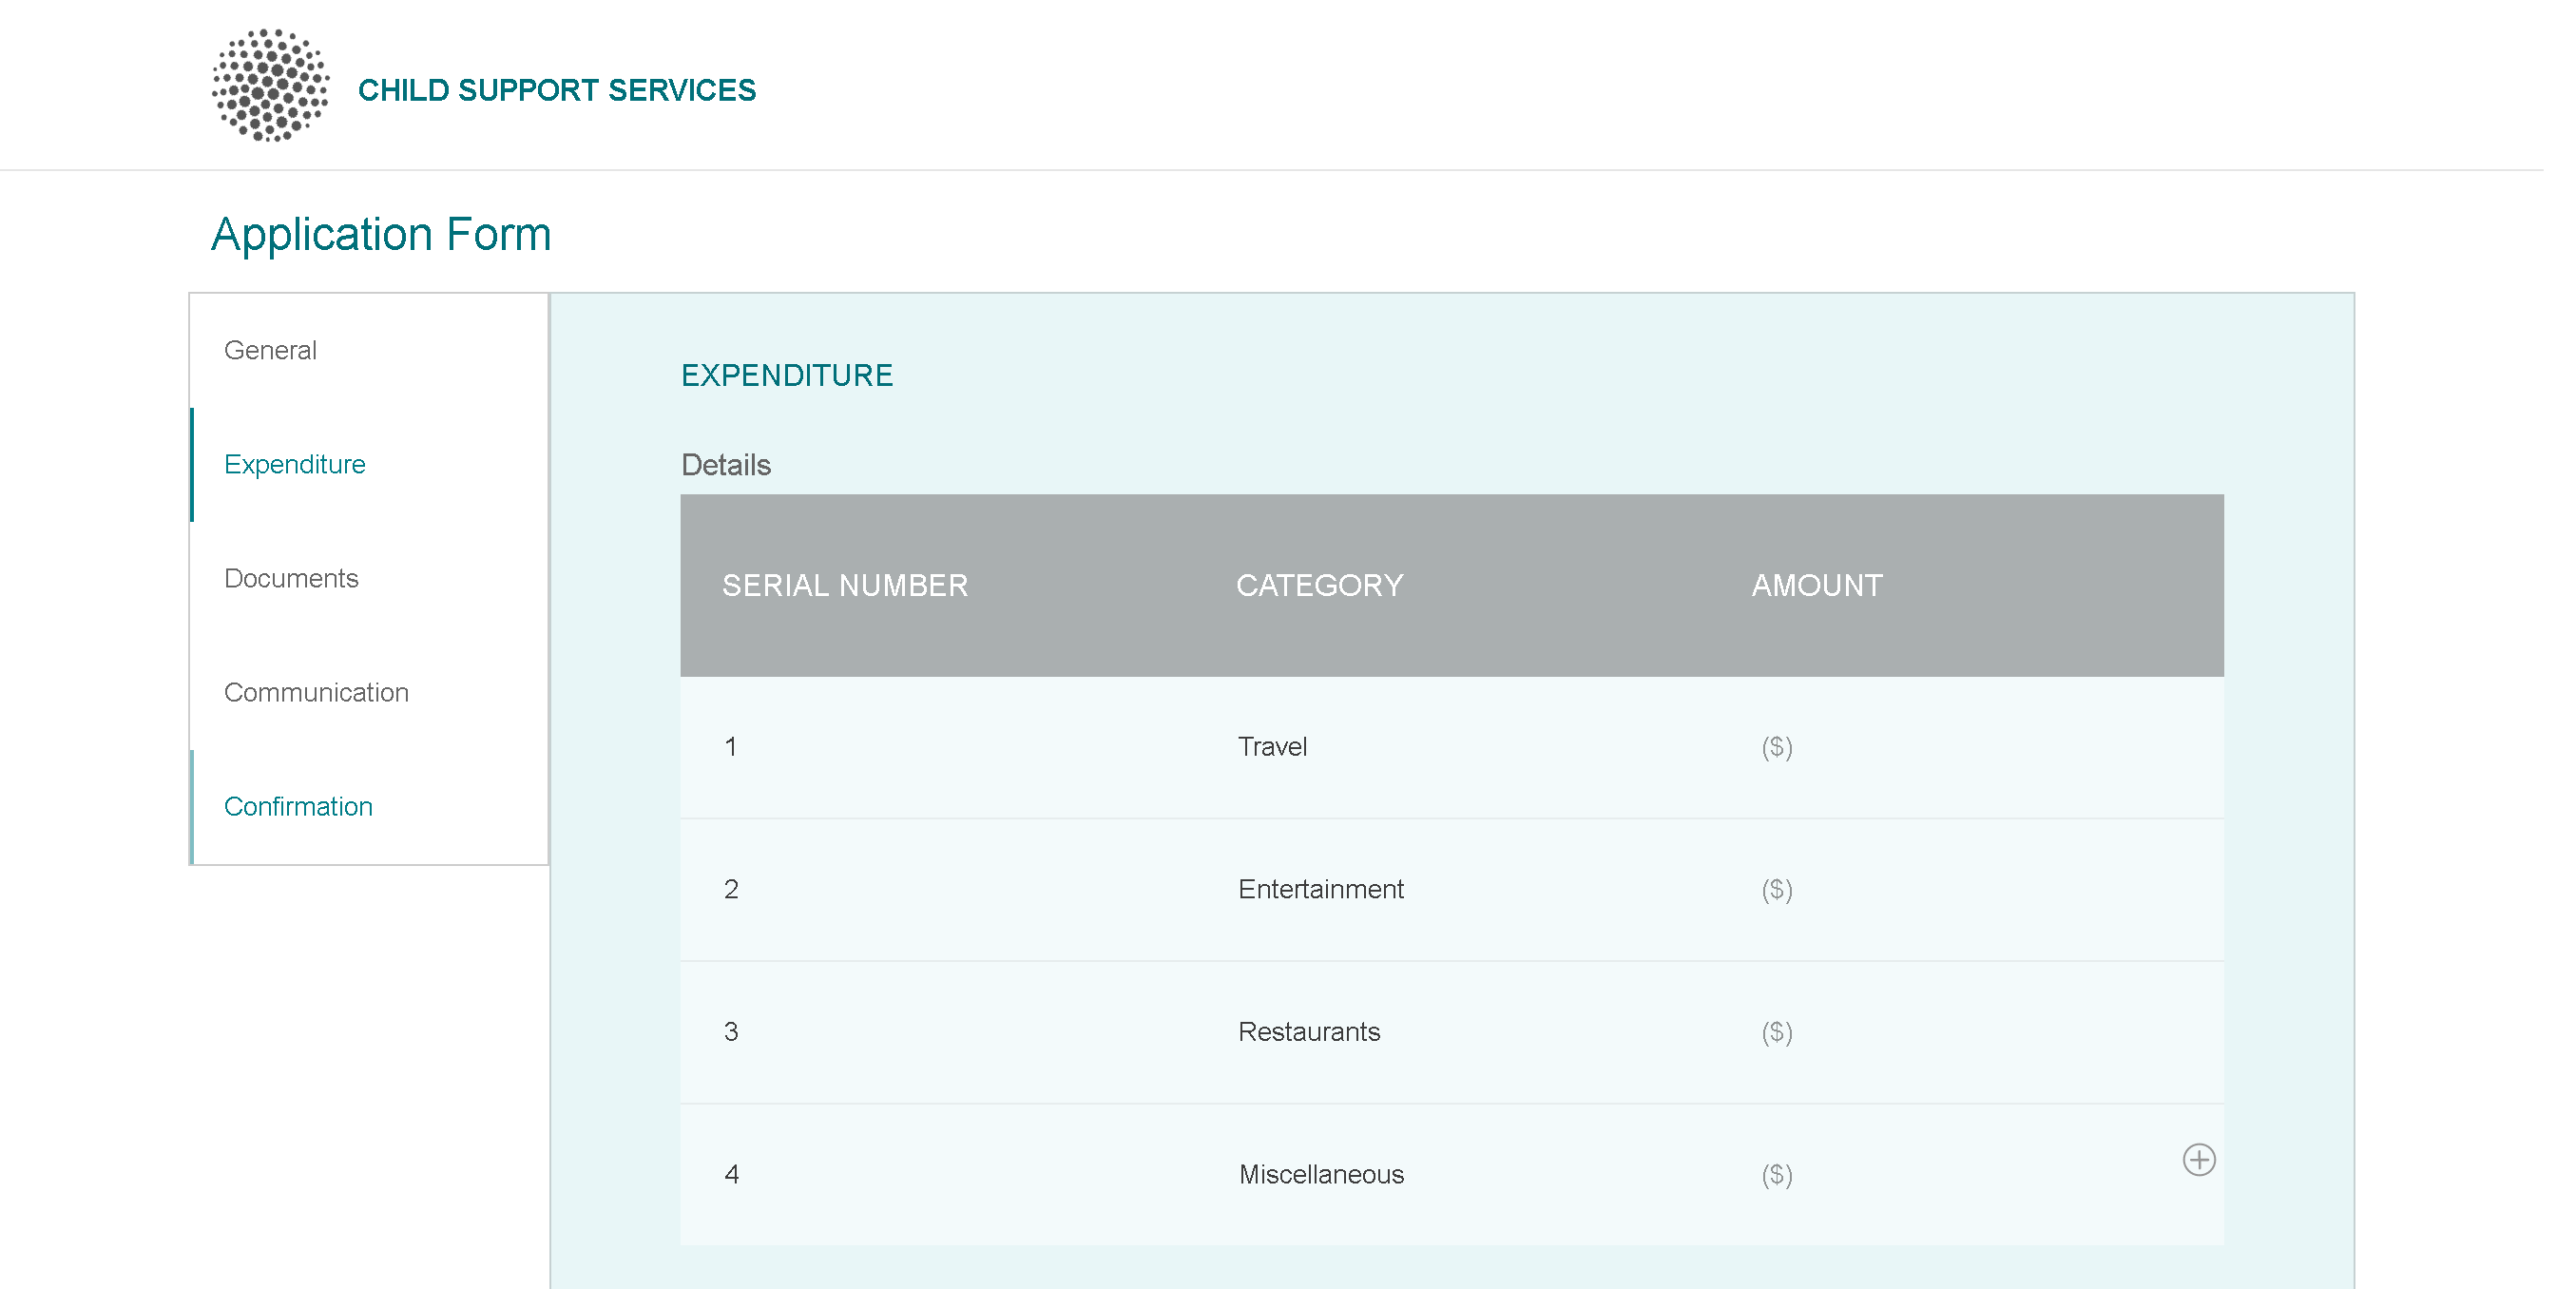 CHILD SUPPORT SERVICES
Application Form
General
Expenditure
Documents
Communication
Confirmation
EXPENDITURE
Details
SERIAL NUMBER CATEGORY AMOUNT
1 Travel ($)
2 Entertainment ($)
3 Restaurants ($)
4 Miscellaneous ($)